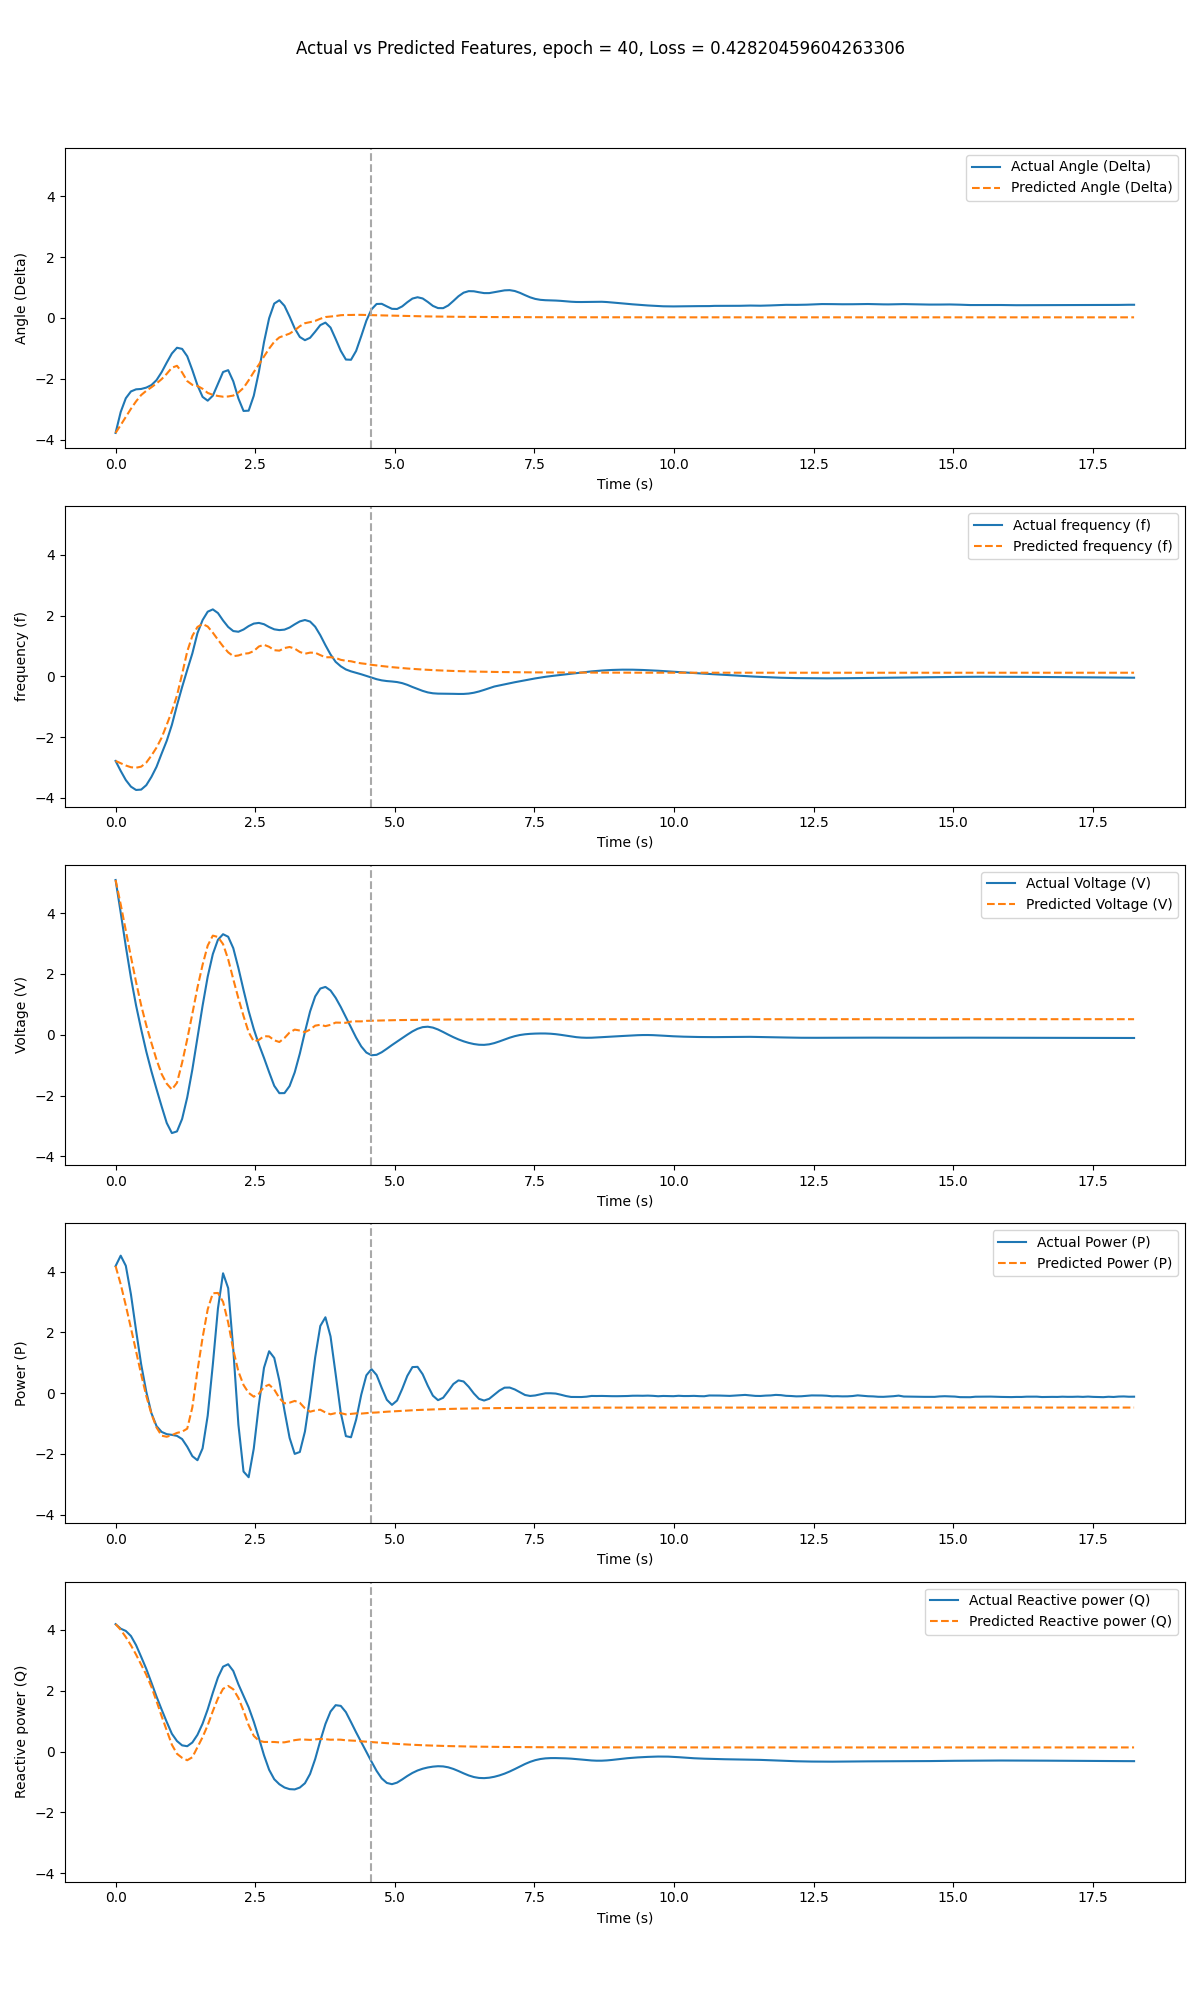 Actual vs Predicted Features, epoch = 40, Loss = 0.42820459604263306
Actual Angle (Delta)
Predicted Angle (Delta)
Angle (Delta)
4
2
0
−2
−4
0.0 2.5 5.0 7.5 10.0 12.5 15.0 17.5
Time (s)
Actual frequency (f)
Predicted frequency (f)
frequency (f)
4
2
0
−2
−4
0.0 2.5 5.0 7.5 10.0 12.5 15.0 17.5
Time (s)
Actual Voltage (V)
Predicted Voltage (V)
Voltage (V)
4
2
0
−2
−4
0.0 2.5 5.0 7.5 10.0 12.5 15.0 17.5
Time (s)
Actual Power (P)
Predicted Power (P)
Power (P)
4
2
0
−2
−4
0.0 2.5 5.0 7.5 10.0 12.5 15.0 17.5
Time (s)
Actual Reactive power (Q)
Predicted Reactive power (Q)
Reactive power (Q)
4
2
0
−2
−4
0.0 2.5 5.0 7.5 10.0 12.5 15.0 17.5
Time (s)